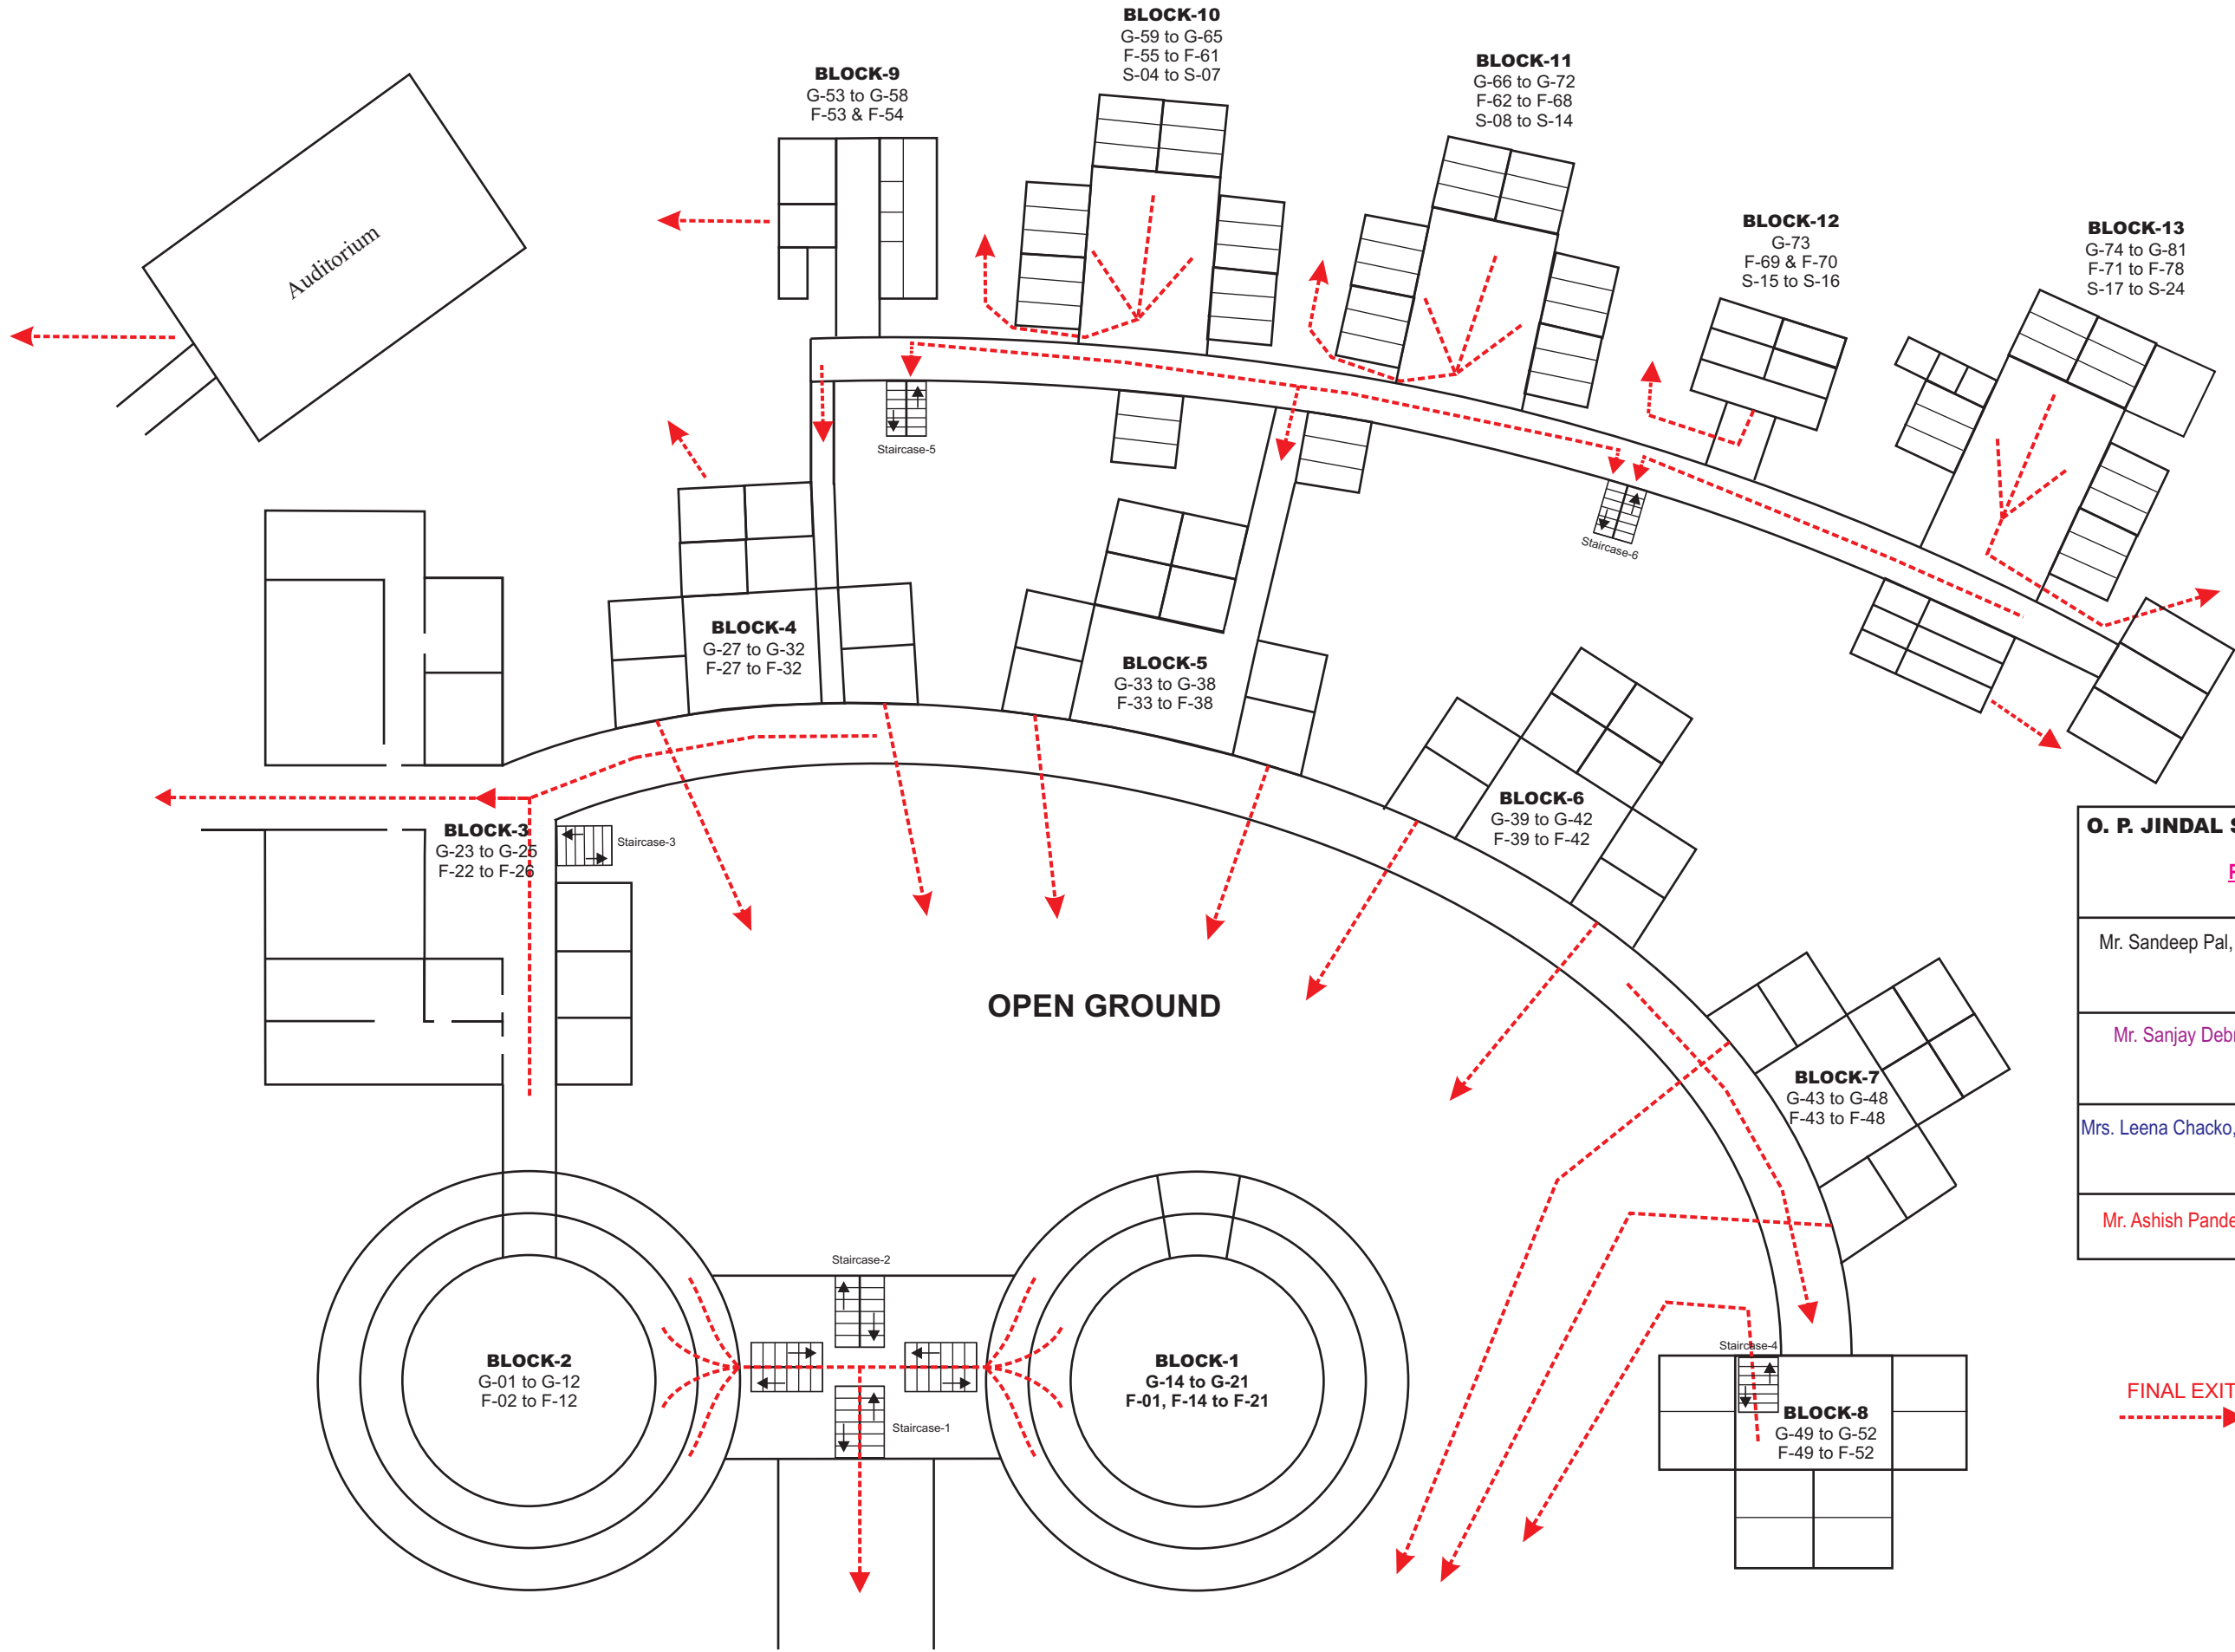 BLOCK-10
G-59 to G-65
F-55 to F-61
S-04 to S-07
BLOCK-9
G-53 to G-58
F-53 & F-54
BLOCK-11
G-66 to G-72
F-62 to F-68
S-08 to S-14
BLOCK-12
G-73
F-69 & F-70
S-15 to S-16
BLOCK-13
G-74 to G-81
F-71 to F-78
S-17 to S-24
Auditorium
Staircase-5
Staircase-6
BLOCK-4
G-27 to G-32
F-27 to F-32
BLOCK-5
G-33 to G-38
F-33 to F-38
BLOCK-6
G-39 to G-42
F-39 to F-42
BLOCK-3
G-23 to G-25
F-22 to F-26
Staircase-3
O. P. JINDAL
Mr. Sandeep Pal,
Mr. Sanjay
Mrs. Leena Chacko,
Mr. Ashish
OPEN GROUND
BLOCK-7
G-43 to G-48
F-43 to F-48
Staircase-2
BLOCK-2
G-01 to G-12
F-02 to F-12
BLOCK-1
G-14 to G-21
F-01, F-14 to F-21
Staircase-1
Staircase-4
BLOCK-8
G-49 to G-52
F-49 to F-52
FINAL EXIT